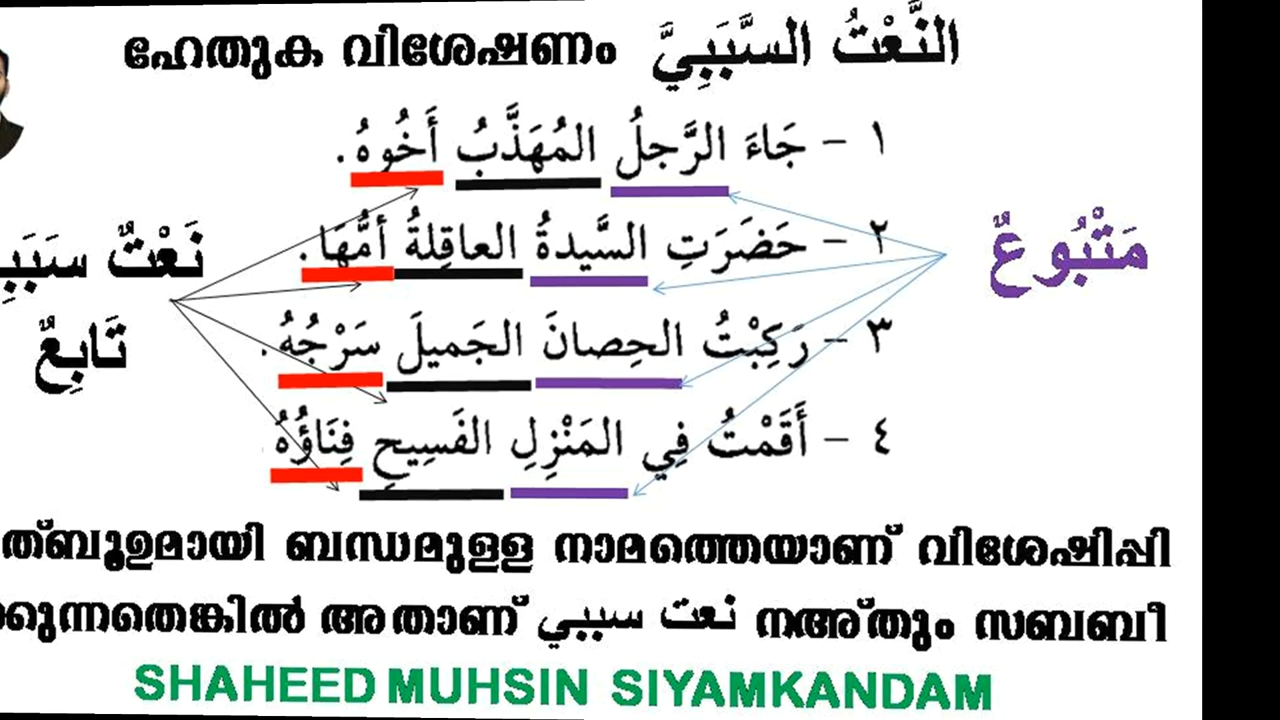 ഹേതുക വിശേഷണം النَّعْتُ السَّبَبِيَّ
١ - جَاءَ الرَّجلُ المُهَذَّبُ أَخُوهُ .
٢ - حَضَرَتِ السَّيدةُ العاقِلةُ أمُّهَا .
٣ - رَكِبْتُ الحِصانَ الجَميلَ سَرْجُهُ .
٤ - أَقَمْتُ فِي المَنْزِلِ الفَسِيحِ فِنَاؤُهُ .
مَتْبُوعٌ
نَعْتٌ سَبَبِ
تَابِعٌ
ത്ബൂഉമായി ബന്ധമുളള നാമത്തെയാണ് വിശേഷിപ്പി
ക്കുന്നതെങ്കിൽ അതാണ് نعت سببي നഅ്തും സബബീ
SHAHEED MUHSIN SIYAMKANDAM